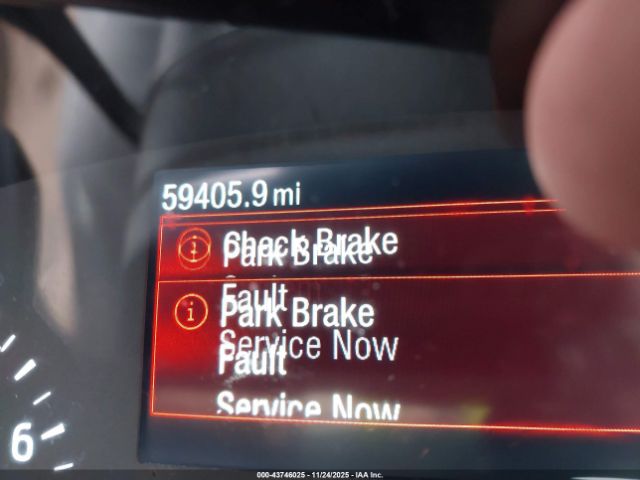 59405.9 mi
Check Brake
Park Brake
Fault
Park Brake
Service Now
Fault
Service Now
6
000-43746025 - 11/24/2025 - IAA Inc.